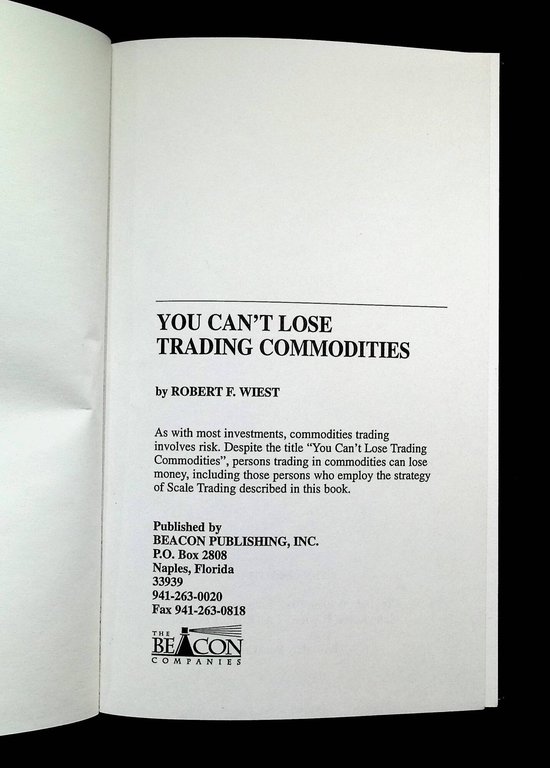 YOU CAN'T LOSE
TRADING COMMODITIES
by ROBERT F. WIEST
As with most investments, commodities trading
involves risk. Despite the title "You Can't Lose Trading
Commodities", persons trading in commodities can lose
money, including those persons who employ the strategy
of Scale Trading described in this book.
Published by
BEACON PUBLISHING, INC.
P.O. Box 2808
Naples, Florida
33939
941-263-0020
Fax 941-263-0818
THE
BEACON
COMPANIES